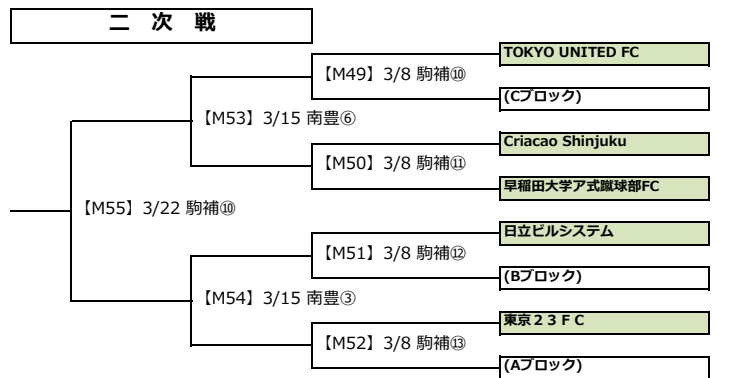 二 次 戦
TOKYO UNITED FC
【M49】3/8 駒補⑩
(Cブロック)
【M53】3/15 南豊⑥
Criacao Shinjuku
【M50】3/8 駒補⑪
早稲田大学ア式蹴球部FC
【M55】3/22 駒補⑩
日立ビルシステム
【M51】3/8 駒補⑫
(Bブロック)
【M54】3/15 南豊③
東京２３ＦＣ
【M52】3/8 駒補⑬
(Aブロック)